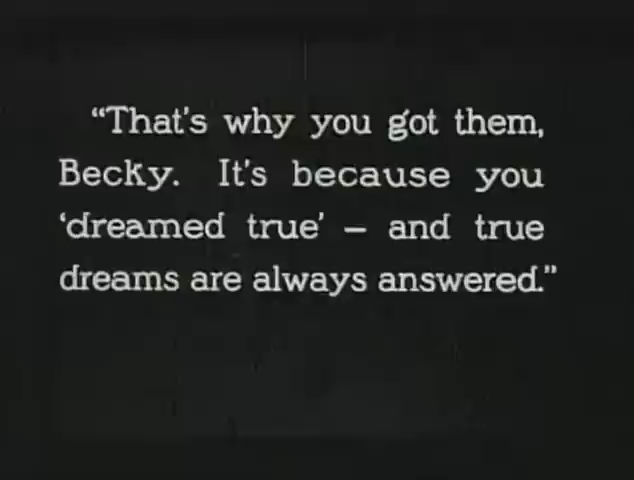 “That's why you got them,
Becky. It's because you
‘dreamed true’ – and true
dreams are always answered.”